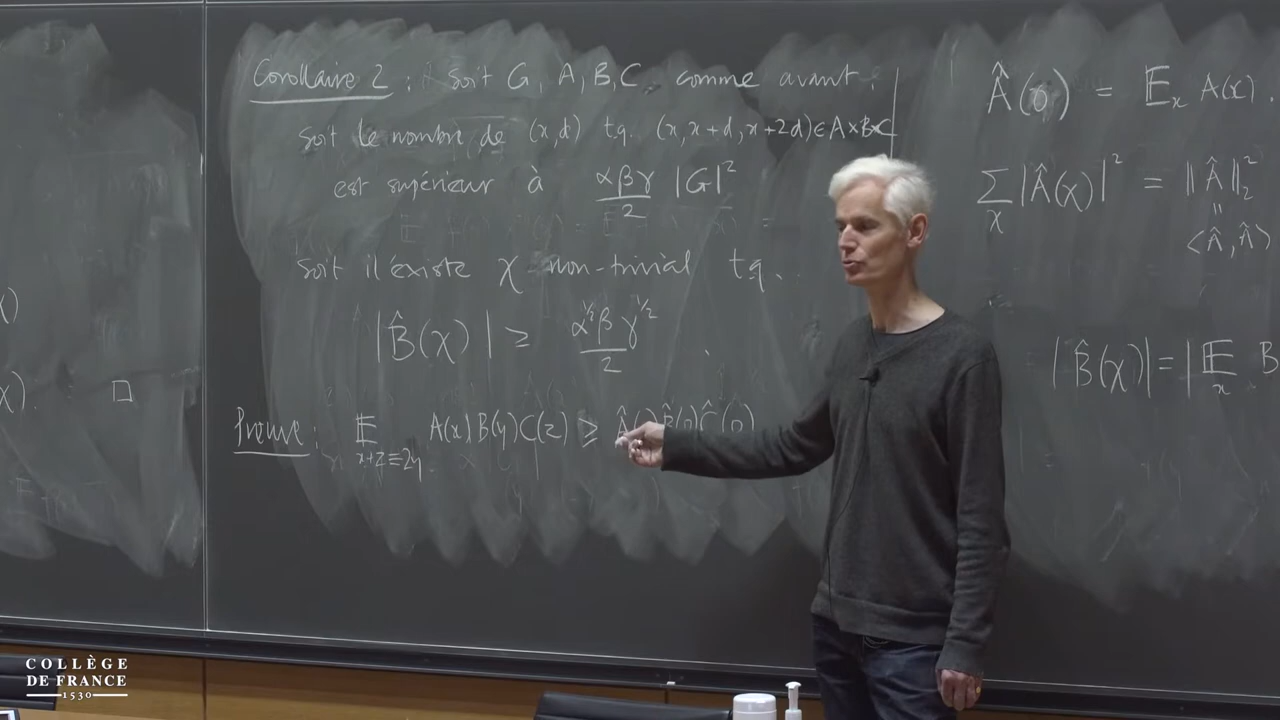 Corollaire 2 : Soit G, A, B, C comme avant.
soit le nombre de (x,d) t.q. (x, x+d, x+2d) ∈ A×B×C
est supérieur à αβγ/2 |G|²
soit il existe χ non-trivial t.q.
|B̂(χ)| ≥ α^{1/2} β γ^{1/2} / 2
Preuve : 𝔼_{x+z=2y} A(x)B(y)C(z) ≥ Â(0)B̂(0)Ĉ(0)
□
Â(0) = 𝔼_x A(x).
∑_χ |Â(χ)|² = ‖Â‖₂²
=
<Â,Â>
|B̂(χ)| = |𝔼_x B
COLLÈGE
DE FRANCE
1530